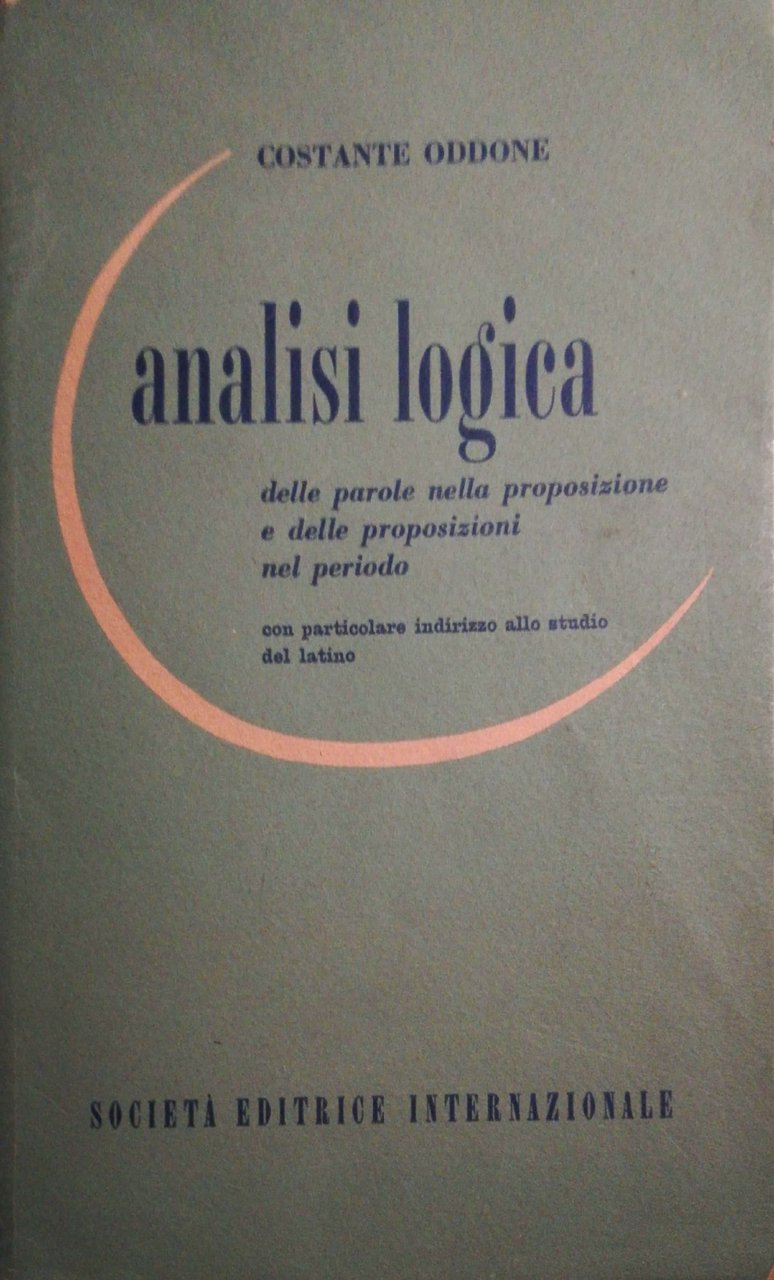 COSTANTE ODDONE
analisi logica
delle parole nella proposizione
e delle proposizioni
nel periodo
con particolare indirizzo allo studio
del latino
SOCIETÀ EDITRICE INTERNAZIONALE